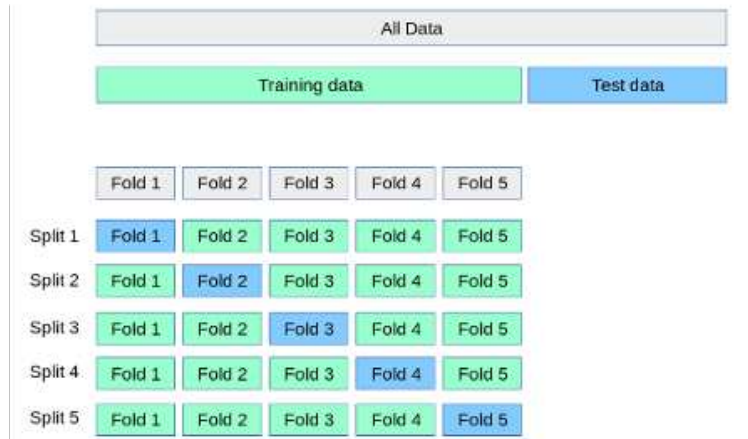 All Data
Training data Test data
Fold 1 Fold 2 Fold 3 Fold 4 Fold 5
Split 1 Fold 1 Fold 2 Fold 3 Fold 4 Fold 5
Split 2 Fold 1 Fold 2 Fold 3 Fold 4 Fold 5
Split 3 Fold 1 Fold 2 Fold 3 Fold 4 Fold 5
Split 4 Fold 1 Fold 2 Fold 3 Fold 4 Fold 5
Split 5 Fold 1 Fold 2 Fold 3 Fold 4 Fold 5